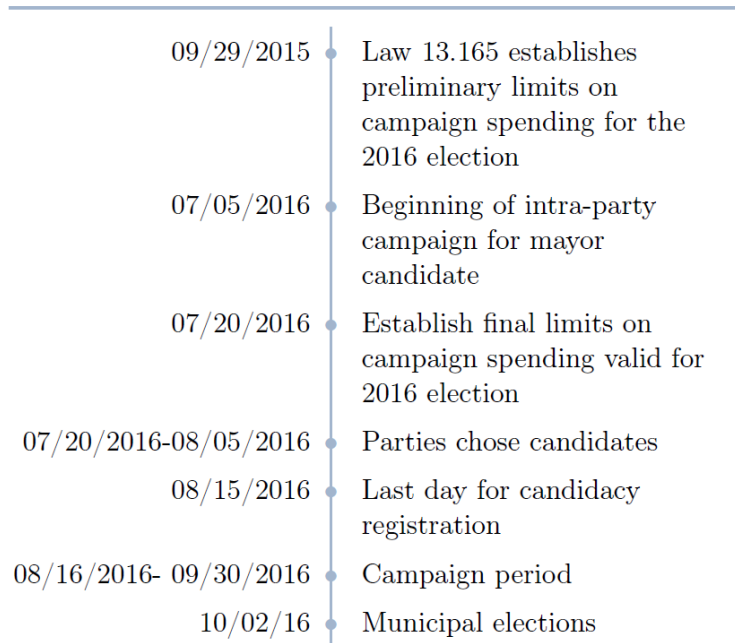 09/29/2015 Law 13.165 establishes
preliminary limits on
campaign spending for the
2016 election
07/05/2016 Beginning of intra-party
campaign for mayor
candidate
07/20/2016 Establish final limits on
campaign spending valid for
2016 election
07/20/2016-08/05/2016 Parties chose candidates
08/15/2016 Last day for candidacy
registration
08/16/2016- 09/30/2016 Campaign period
10/02/16 Municipal elections